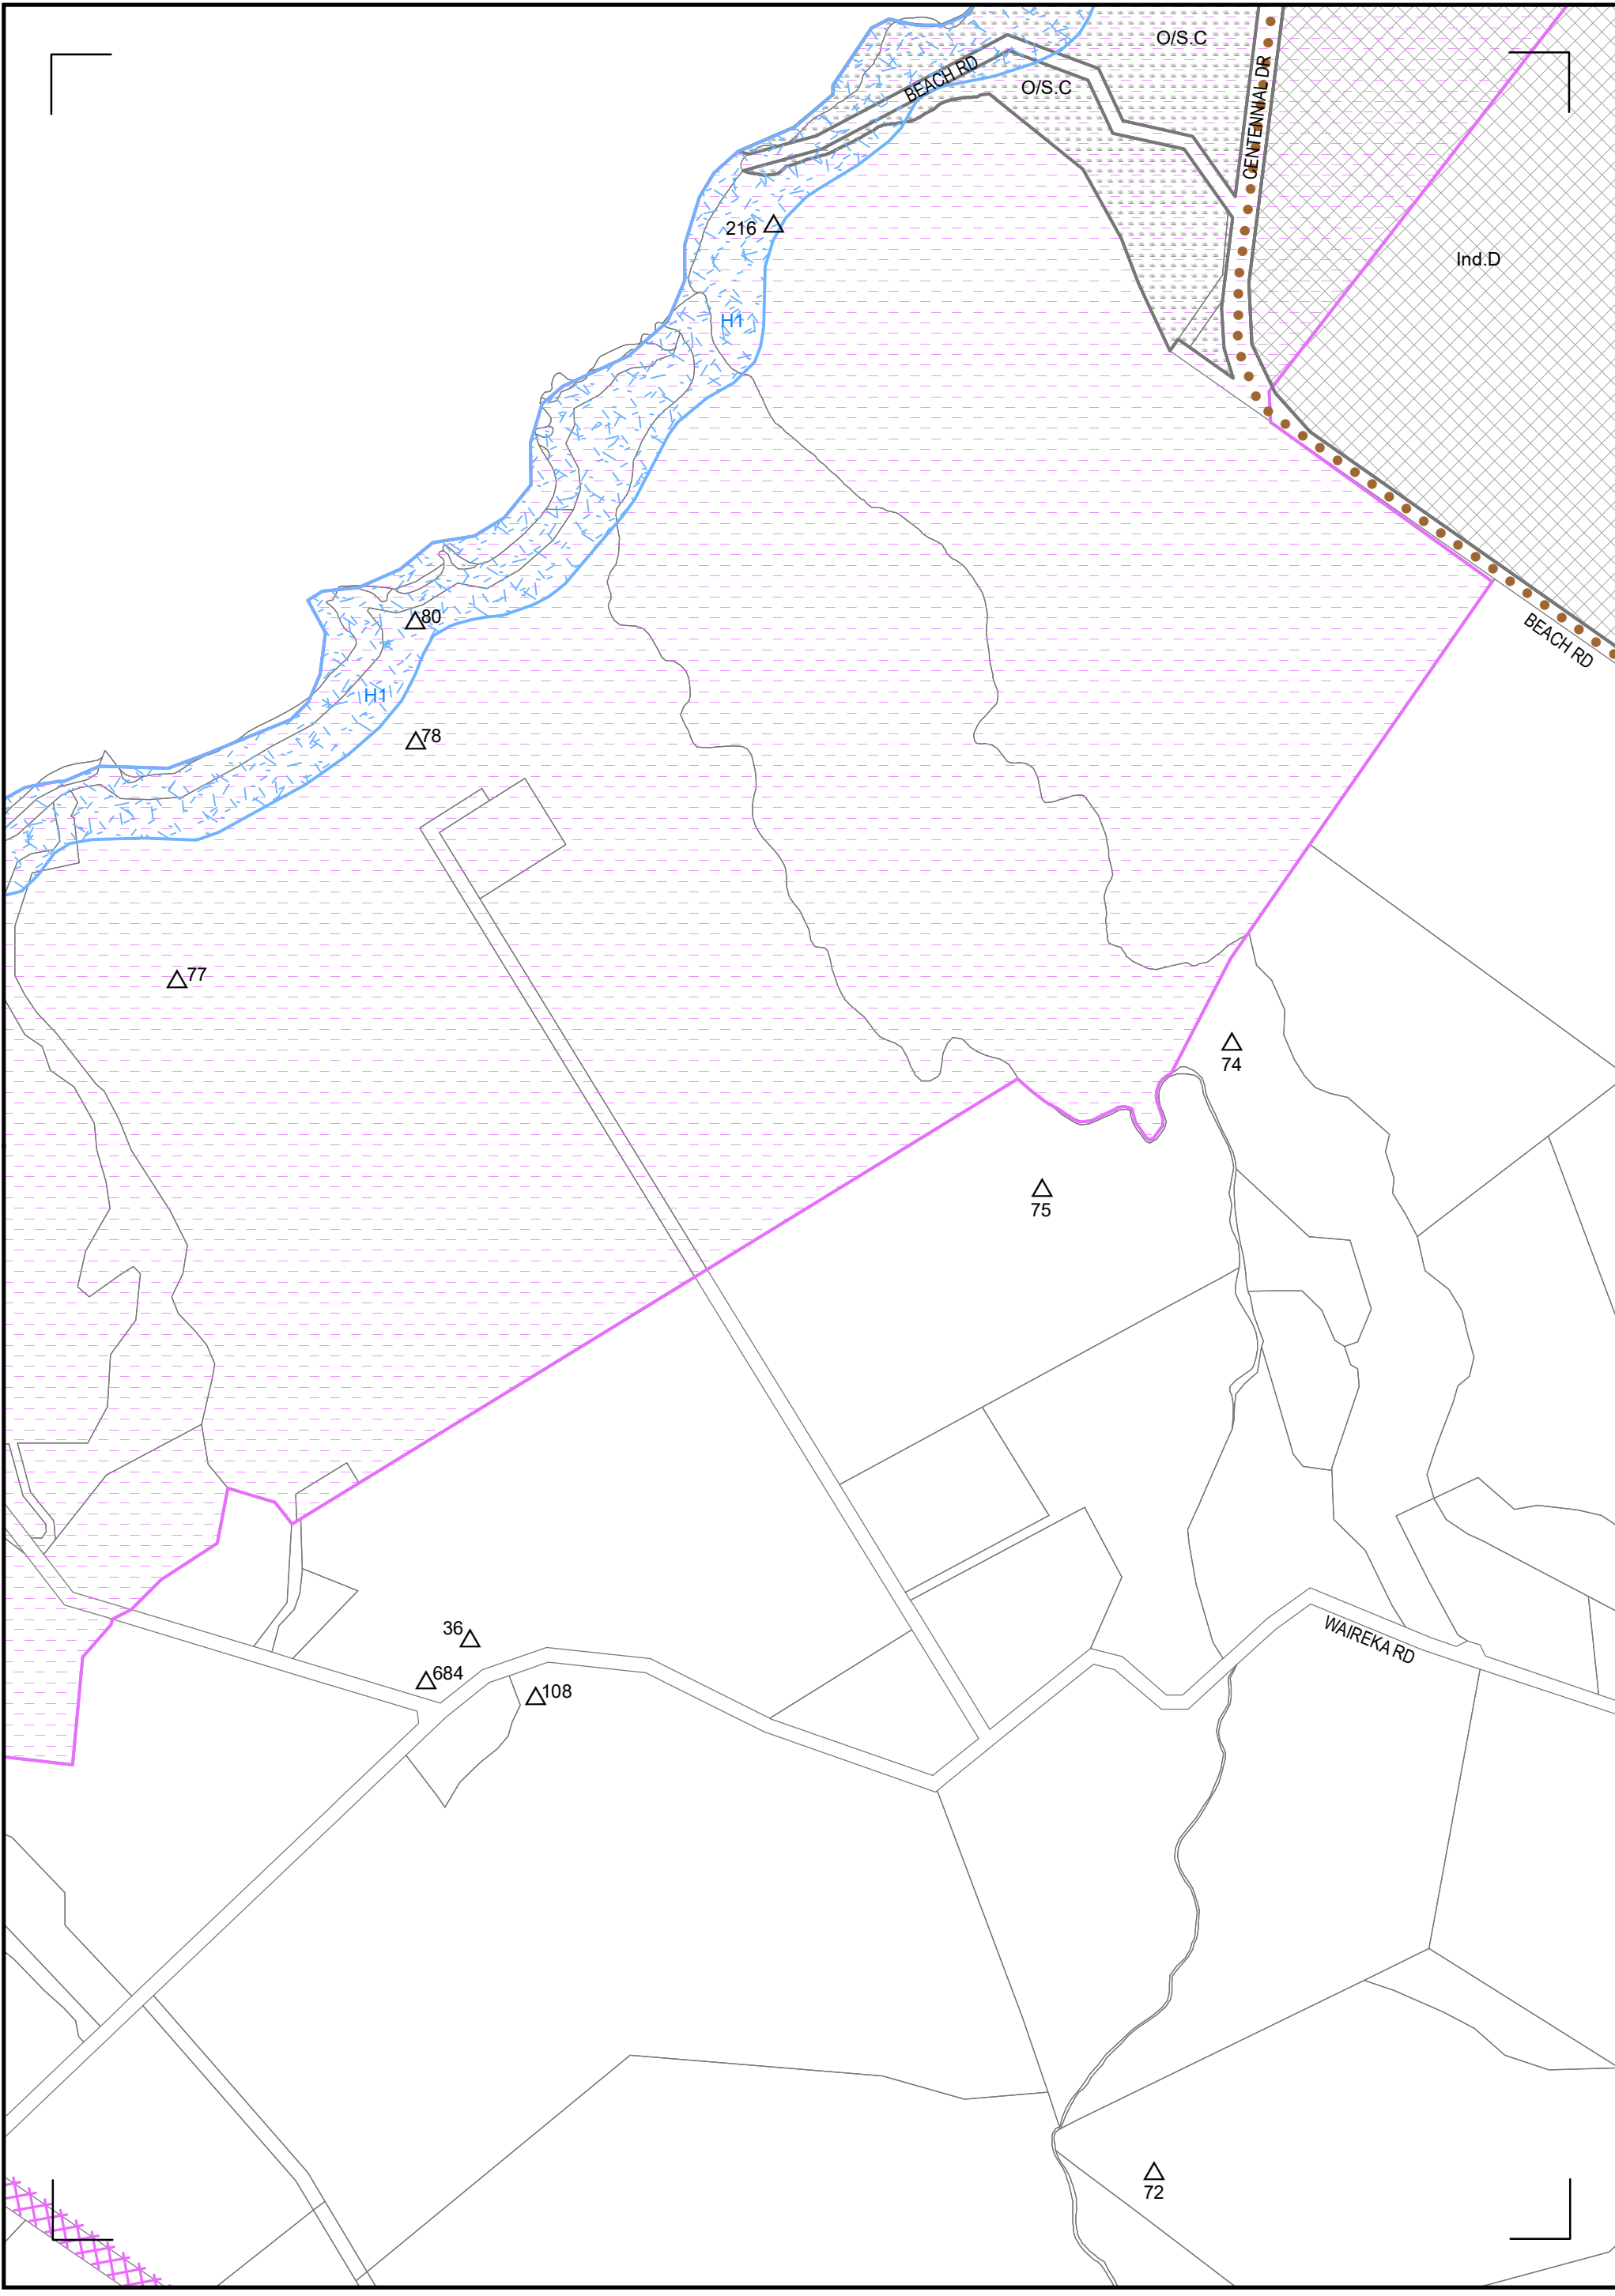 O/S.C
BEACH RD
O/S.C
CENTENNIAL DR
216
Ind.D
H1
80
BEACH RD
H1
78
77
74
75
36
WAIREKA RD
684
108
72